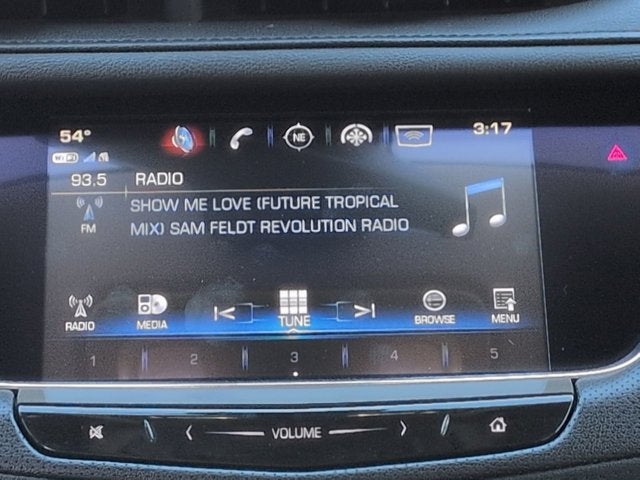 54° NE 3:17
WiFi
93.5 RADIO
SHOW ME LOVE (FUTURE TROPICAL
MIX) SAM FELDT REVOLUTION RADIO
FM
RADIO MEDIA TUNE BROWSE MENU
1 2 3 4 5
VOLUME